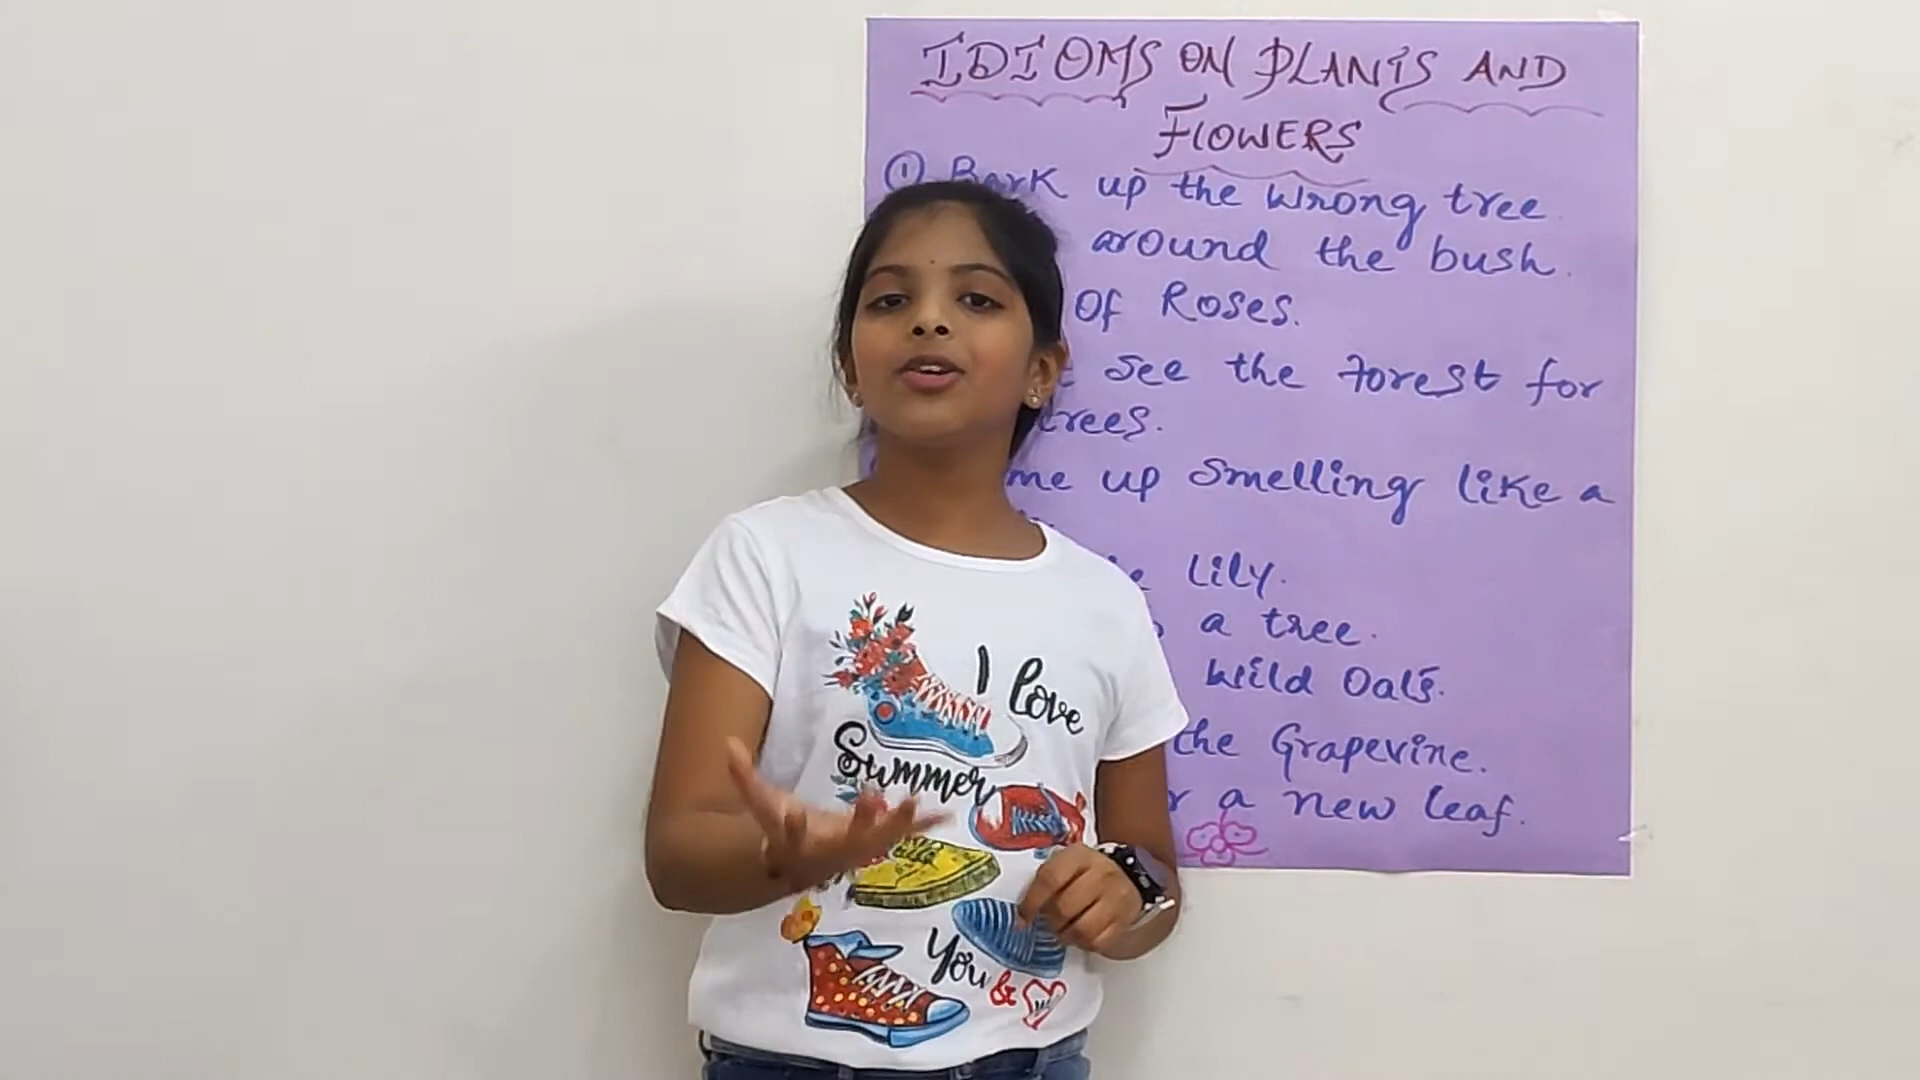 IDIOMS ON PLANTS AND
FLOWERS
① Bark up the wrong tree.
around the bush.
Of Roses.
see the forest for
trees.
me up smelling like a
Lily.
a tree.
Wild Oats.
the Grapevine.
a new leaf.
I love
Summer
You & me